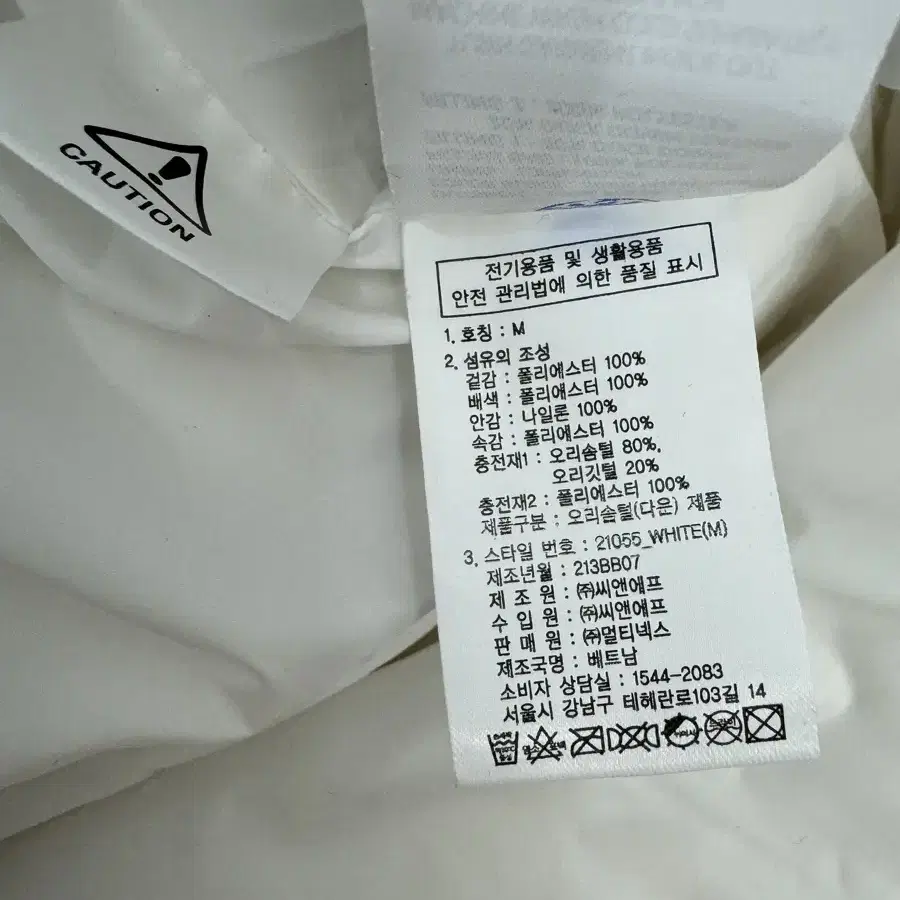 CAUTION
전기용품 및 생활용품
안전 관리법에 의한 품질 표시
1. 호칭 : M
2. 섬유의 조성
겉감 : 폴리에스터 100%
배색 : 폴리에스터 100%
안감 : 나일론 100%
속감 : 폴리에스터 100%
충전재1 : 오리솜털 80%,
오리깃털 20%
충전재2 : 폴리에스터 100%
제품구분 : 오리솜털(다운) 제품
3. 스타일 번호 : 21055_WHITE(M)
제조년월 : 213BB07
제 조 원 : ㈜씨앤에프
수 입 원 : ㈜씨앤에프
판 매 원 : ㈜멀티넥스
제조국명 : 베트남
소비자 상담실 : 1544-2083
서울시 강남구 테헤란로103길 14